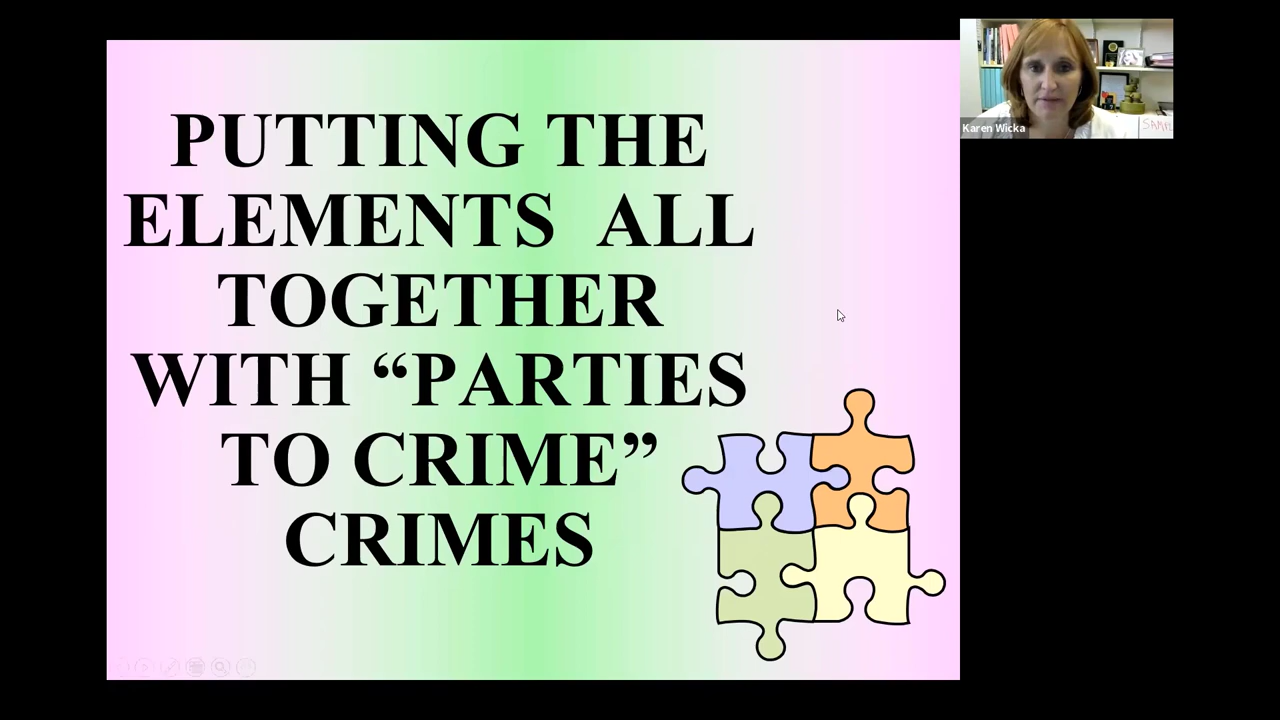 PUTTING THE
ELEMENTS ALL
TOGETHER
WITH “PARTIES
TO CRIME”
CRIMES
Karen Wicka